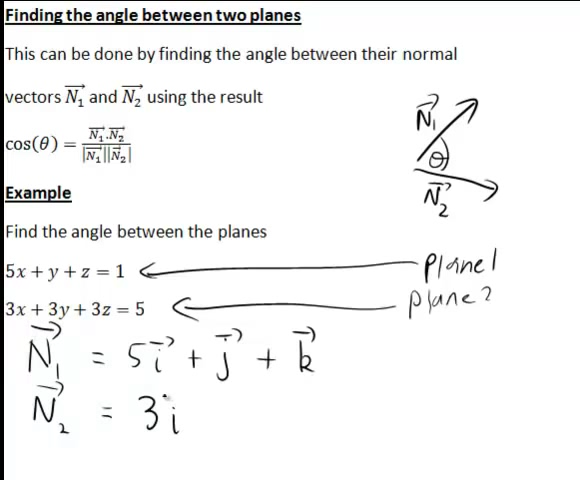 Finding the angle between two planes
This can be done by finding the angle between their normal
vectors N₁⃗ and N₂⃗ using the result
cos(θ) = N₁⃗.N₂⃗ / |N₁⃗||N₂⃗|
N₁⃗
θ
N₂⃗
Example
Find the angle between the planes
5x + y + z = 1
Plane 1
3x + 3y + 3z = 5
Plane 2
N₁⃗ = 5i⃗ + j⃗ + k⃗
N₂⃗ = 3i